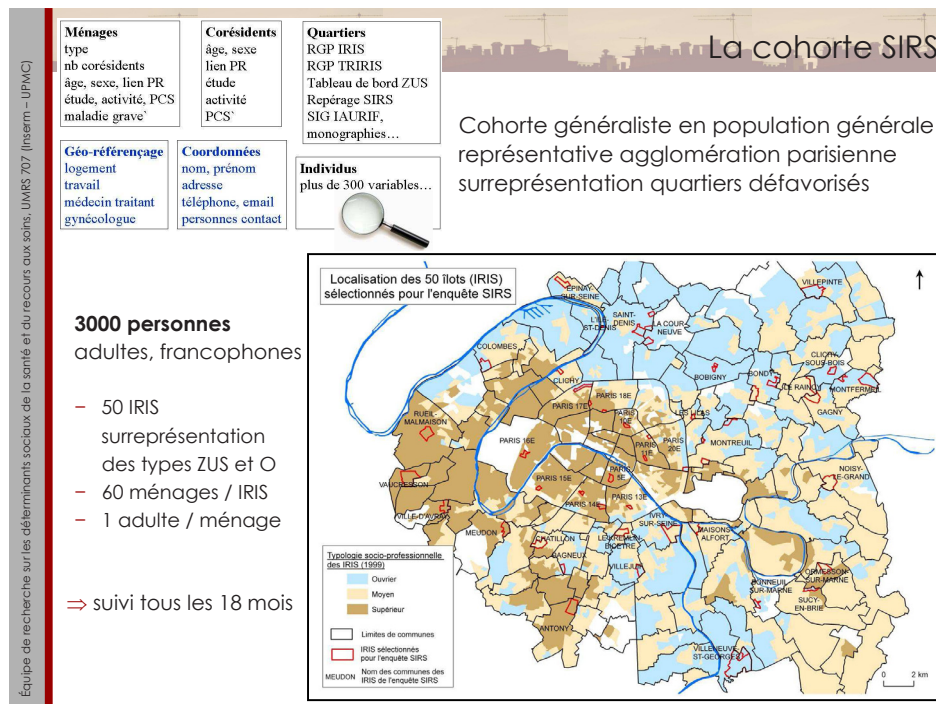 La cohorte SIRS
Ménages
type
nb corésidents
âge, sexe, lien PR
étude, activité, PCS
maladie grave`
Corésidents
âge, sexe
lien PR
étude
activité
PCS`
Quartiers
RGP IRIS
RGP TRIRIS
Tableau de bord ZUS
Repérage SIRS
SIG IAURIF,
monographies…
Géo-référençage
logement
travail
médecin traitant
gynécologue
Coordonnées
nom, prénom
adresse
téléphone, email
personnes contact
Individus
plus de 300 variables…
Cohorte généraliste en population générale
représentative agglomération parisienne
surreprésentation quartiers défavorisés
3000 personnes
adultes, francophones
– 50 IRIS
surreprésentation
des types ZUS et O
– 60 ménages / IRIS
– 1 adulte / ménage
⇒ suivi tous les 18 mois
Localisation des 50 îlots (IRIS)
sélectionnés pour l'enquête SIRS
EPINAY-
SUR-SEINE
VILLEPINTE
L'ILE-
ST-DENIS
SAINT-
DENIS
LA COUR-
NEUVE
COLOMBES
CLICHY-
SOUS-BOIS
CLICHY
BOBIGNY
BONDY
LE RAINCY
MONTFERMEIL
GAGNY
PARIS 18E
PARIS 17E
PARIS
10E
LES LILAS
RUEIL-
MALMAISON
PARIS 16E
PARIS
11E
PARIS
20E
MONTREUIL
NOISY-
LE-GRAND
VAUCRESSON
PARIS 15E
PARIS
5E
PARIS 14E
PARIS 13E
VILLE-D'AVRAY
MEUDON
CHATILLON
BAGNEUX
LE KREMLIN-
BICETRE
IVRY-
SUR-SEINE
MAISONS-
ALFORT
VILLEJUIF
BONNEUIL-
SUR-MARNE
ORMESSON-
SUR-MARNE
SUCY-
EN-BRIE
ANTONY
VILLENEUVE-
ST-GEORGES
Typologie socio-professionnelle
des IRIS (1999)
Ouvrier
Moyen
Supérieur
Limites de communes
IRIS sélectionnés
pour l'enquête SIRS
MEUDON
Nom des communes des
IRIS de l'enquête SIRS
0 2 km
Équipe de recherche sur les déterminants sociaux de la santé et du recours aux soins, UMRS 707 (Inserm – UPMC)